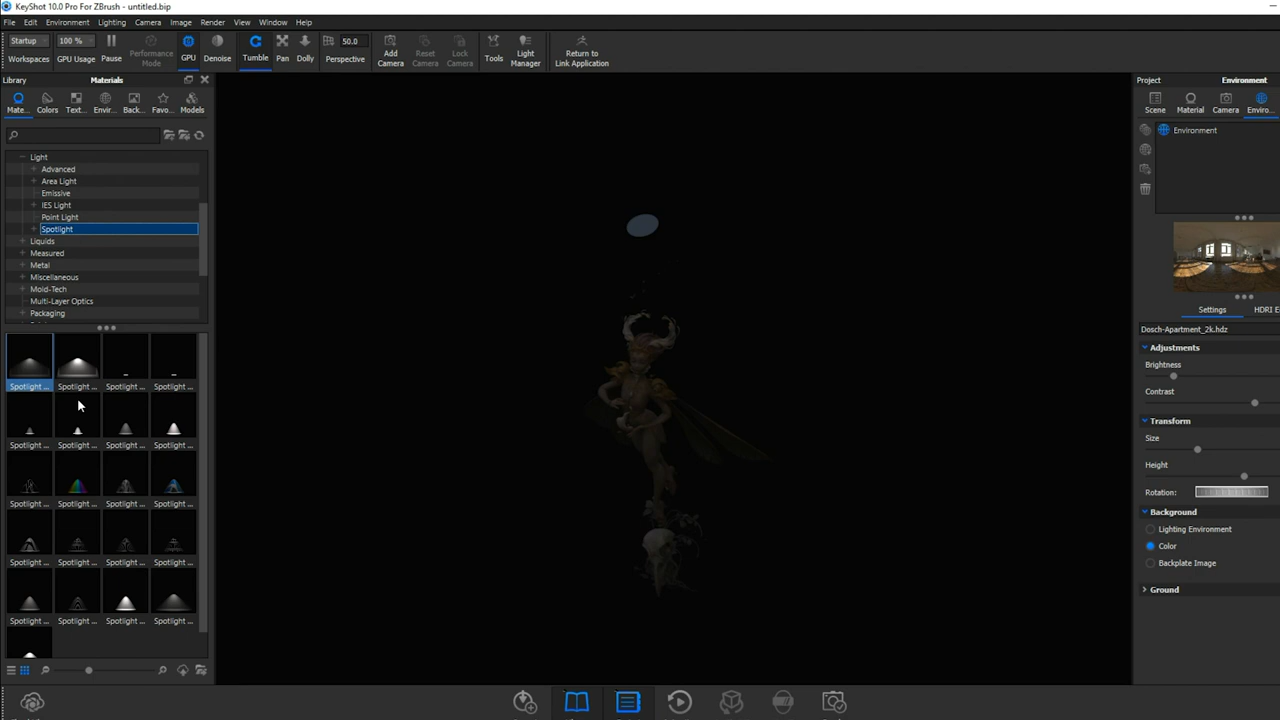 KeyShot 10.0 Pro For ZBrush - untitled.bip
File Edit Environment Lighting Camera Image Render View Window Help
Startup 100 % 50.0
Workspaces GPU Usage Pause Performance Mode GPU Denoise Tumble Pan Dolly Perspective Add Camera Reset Camera Lock Camera Tools Light Manager Return to Link Application
Library Materials
Mate... Colors Text... Envir... Back... Favo... Models
Light
Advanced
Area Light
Emissive
IES Light
Point Light
Spotlight
Liquids
Measured
Metal
Miscellaneous
Mold-Tech
Multi-Layer Optics
Packaging
Spotlight ... Spotlight ... Spotlight ... Spotlight ...
Spotlight ... Spotlight ... Spotlight ... Spotlight ...
Spotlight ... Spotlight ... Spotlight ... Spotlight ...
Spotlight ... Spotlight ... Spotlight ... Spotlight ...
Spotlight ... Spotlight ... Spotlight ... Spotlight ...
Project Environment
Scene Material Camera Enviro...
Environment
Settings HDRI E
Dosch-Apartment_2k.hdz
Adjustments
Brightness
Contrast
Transform
Size
Height
Rotation:
Background
Lighting Environment
Color
Backplate Image
Ground